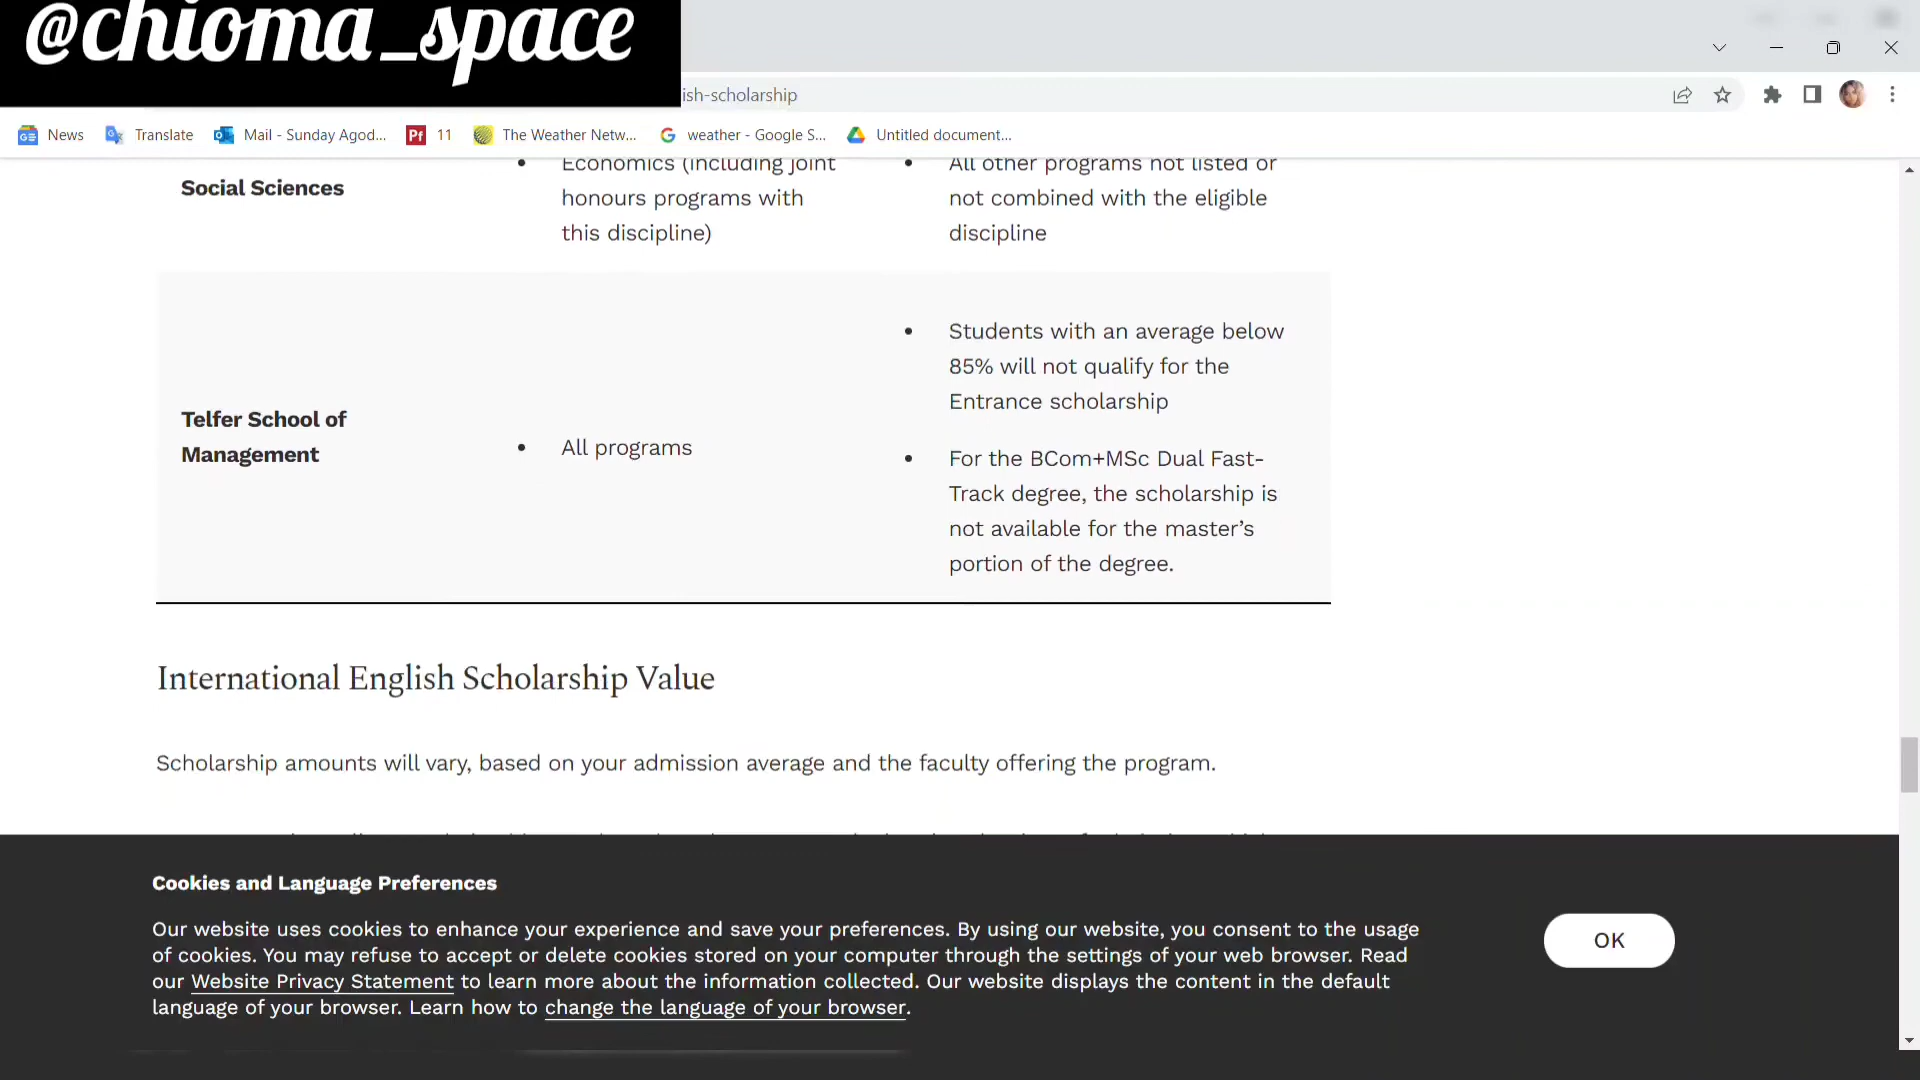 @chioma_space
ish-scholarship
News
Translate
Mail - Sunday Agod...
Pf 11
The Weather Netw...
weather - Google S...
Untitled document...
Social Sciences
Economics (including joint
honours programs with
this discipline)
All other programs not listed or
not combined with the eligible
discipline
Telfer School of
Management
All programs
Students with an average below
85% will not qualify for the
Entrance scholarship
For the BCom+MSc Dual Fast-
Track degree, the scholarship is
not available for the master’s
portion of the degree.
International English Scholarship Value
Scholarship amounts will vary, based on your admission average and the faculty offering the program.
Cookies and Language Preferences
Our website uses cookies to enhance your experience and save your preferences. By using our website, you consent to the usage
of cookies. You may refuse to accept or delete cookies stored on your computer through the settings of your web browser. Read
our Website Privacy Statement to learn more about the information collected. Our website displays the content in the default
language of your browser. Learn how to change the language of your browser.
OK